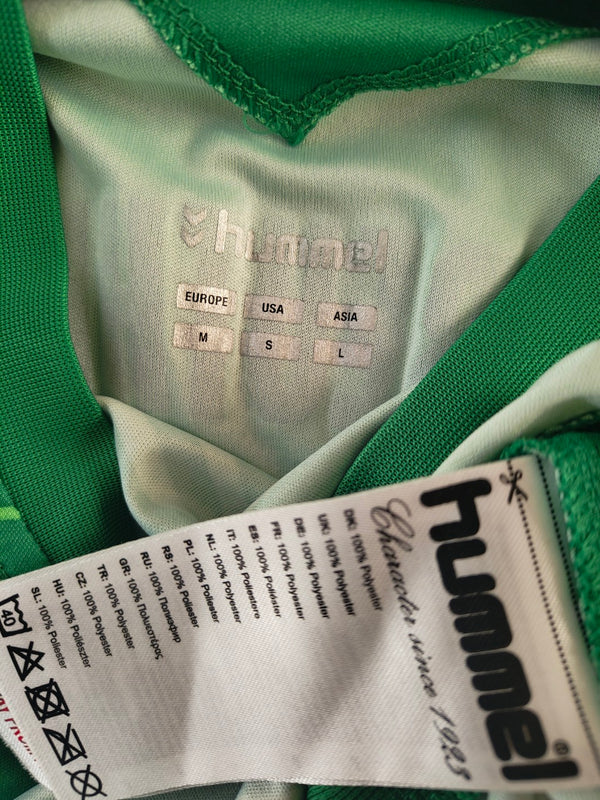 hummel
EUROPE USA ASIA
M S L
hummel®
Character since 1923
DK: 100% Polyester
UK: 100% Polyester
DE: 100% Polyester
FR: 100% Polyester
ES: 100% Poliéster
IT: 100% Poliestere
NL: 100% Polyester
PL: 100% Poliester
RS: 100% Polyester
RU: 100% Полиэфир
GR: 100% Πολυεστέρας
TR: 100% Polyester
CZ: 100% Polyester
HU: 100% Poliészter
SL: 100% Poliester
40